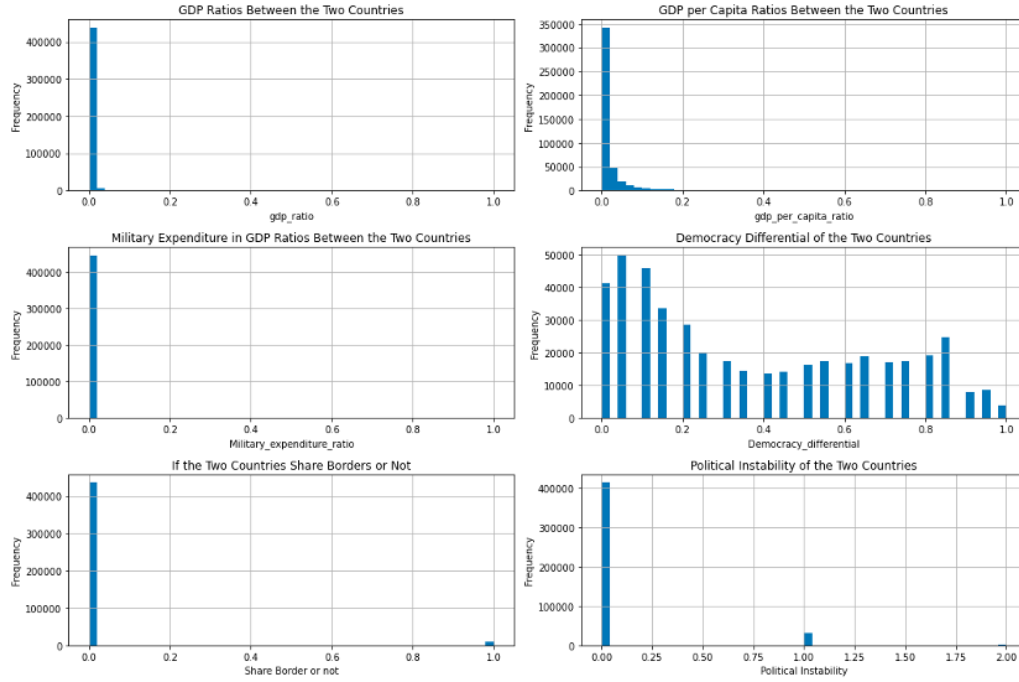 GDP Ratios Between the Two Countries
400000
300000
200000
100000
0
Frequency
0.0 0.2 0.4 0.6 0.8 1.0
gdp_ratio
GDP per Capita Ratios Between the Two Countries
350000
300000
250000
200000
150000
100000
50000
0
Frequency
0.0 0.2 0.4 0.6 0.8 1.0
gdp_per_capita_ratio
Military Expenditure in GDP Ratios Between the Two Countries
400000
300000
200000
100000
0
Frequency
0.0 0.2 0.4 0.6 0.8 1.0
Military_expenditure_ratio
Democracy Differential of the Two Countries
50000
40000
30000
20000
10000
0
Frequency
0.0 0.2 0.4 0.6 0.8 1.0
Democracy_differential
If the Two Countries Share Borders or Not
400000
300000
200000
100000
0
Frequency
0.0 0.2 0.4 0.6 0.8 1.0
Share Border or not
Political Instability of the Two Countries
400000
300000
200000
100000
0
Frequency
0.00 0.25 0.50 0.75 1.00 1.25 1.50 1.75 2.00
Political Instability